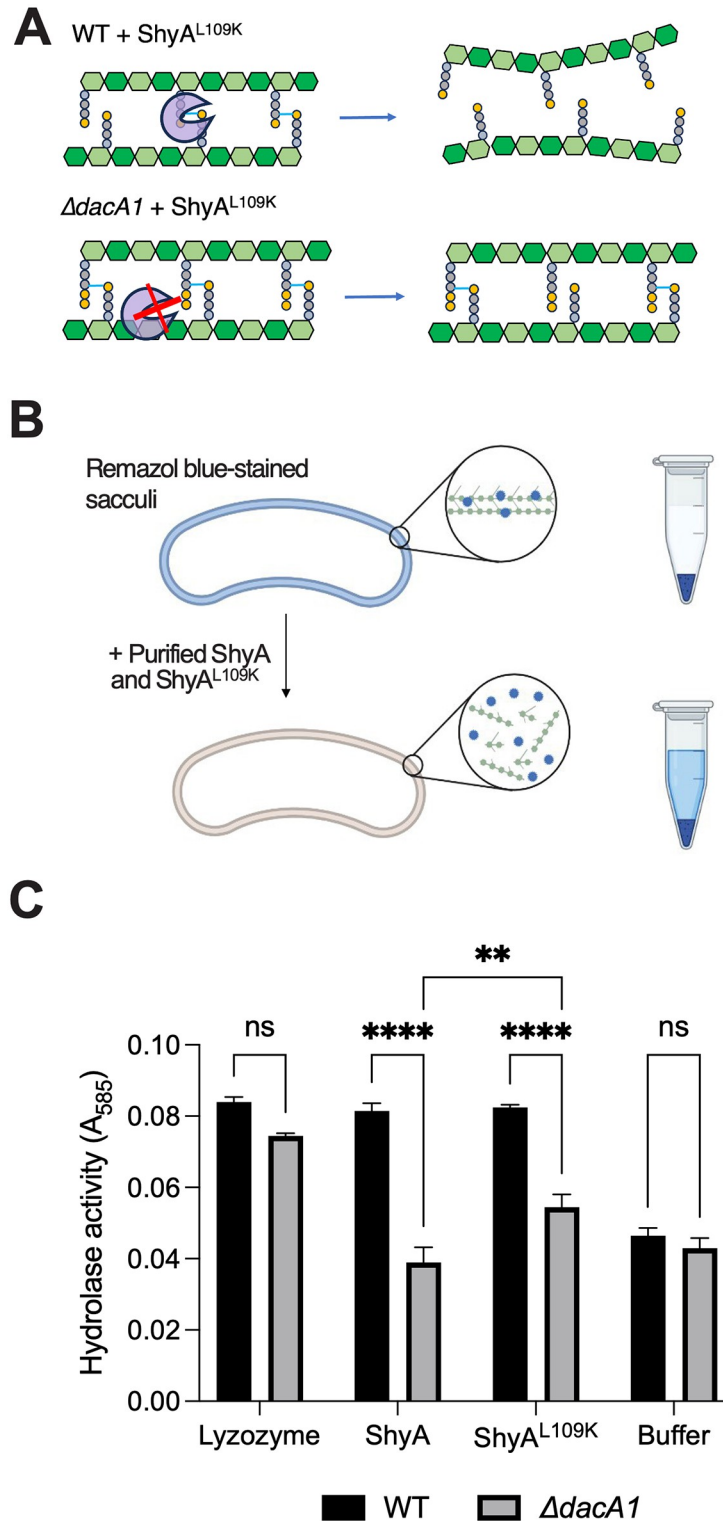 A
WT + ShyA^L109K
ΔdacA1 + ShyA^L109K
B
Remazol blue-stained
sacculi
+ Purified ShyA
and ShyA^L109K
C
**
ns
****
****
ns
Hydrolase activity (A₅₈₅)
0.10
0.08
0.06
0.04
0.02
0.00
Lyzozyme
ShyA
ShyA^L109K
Buffer
WT
ΔdacA1